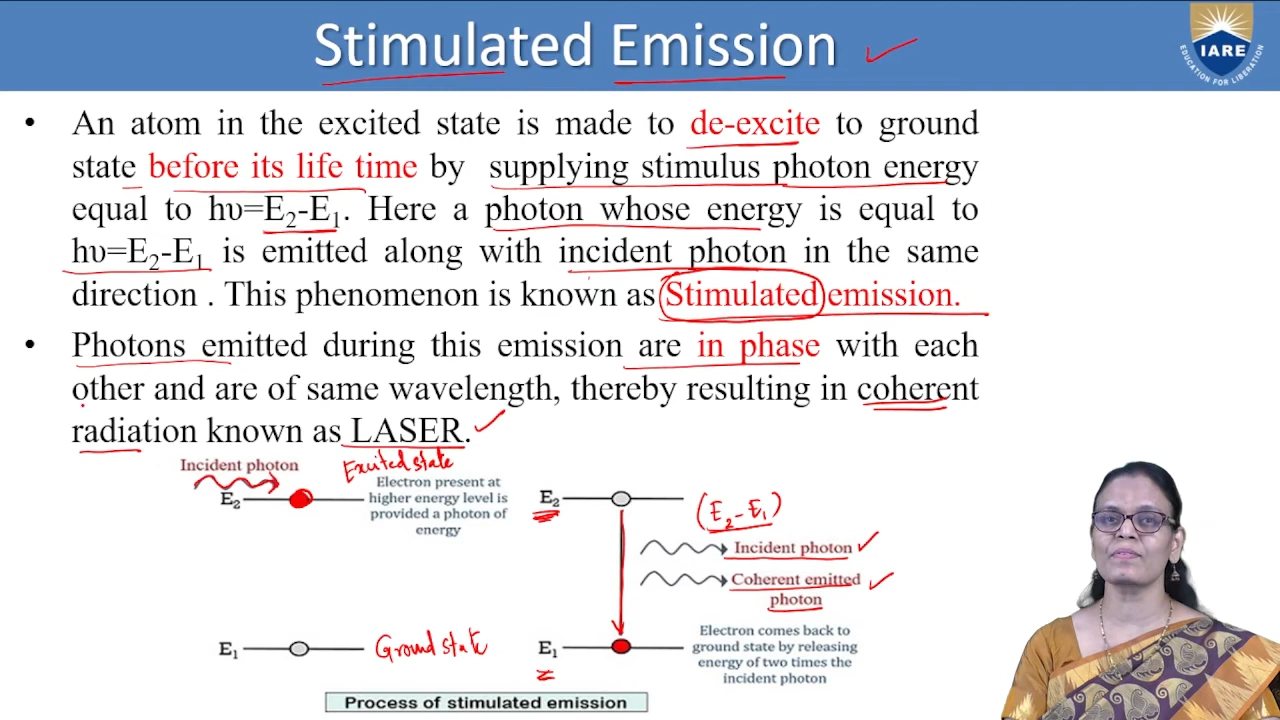 Stimulated Emission
IARE
EDUCATION FOR LIBERATION
• An atom in the excited state is made to de-excite to ground
state before its life time by supplying stimulus photon energy
equal to hυ=E₂-E₁. Here a photon whose energy is equal to
hυ=E₂-E₁ is emitted along with incident photon in the same
direction . This phenomenon is known as Stimulated emission.
• Photons emitted during this emission are in phase with each
other and are of same wavelength, thereby resulting in coherent
radiation known as LASER.
Incident photon
Excited state
E₂
Electron present at
higher energy level is
provided a photon of
energy
E₁
Ground state
E₂
(E₂-E₁)
Incident photon
Coherent emitted
photon
E₁
Electron comes back to
ground state by releasing
energy of two times the
incident photon
Process of stimulated emission